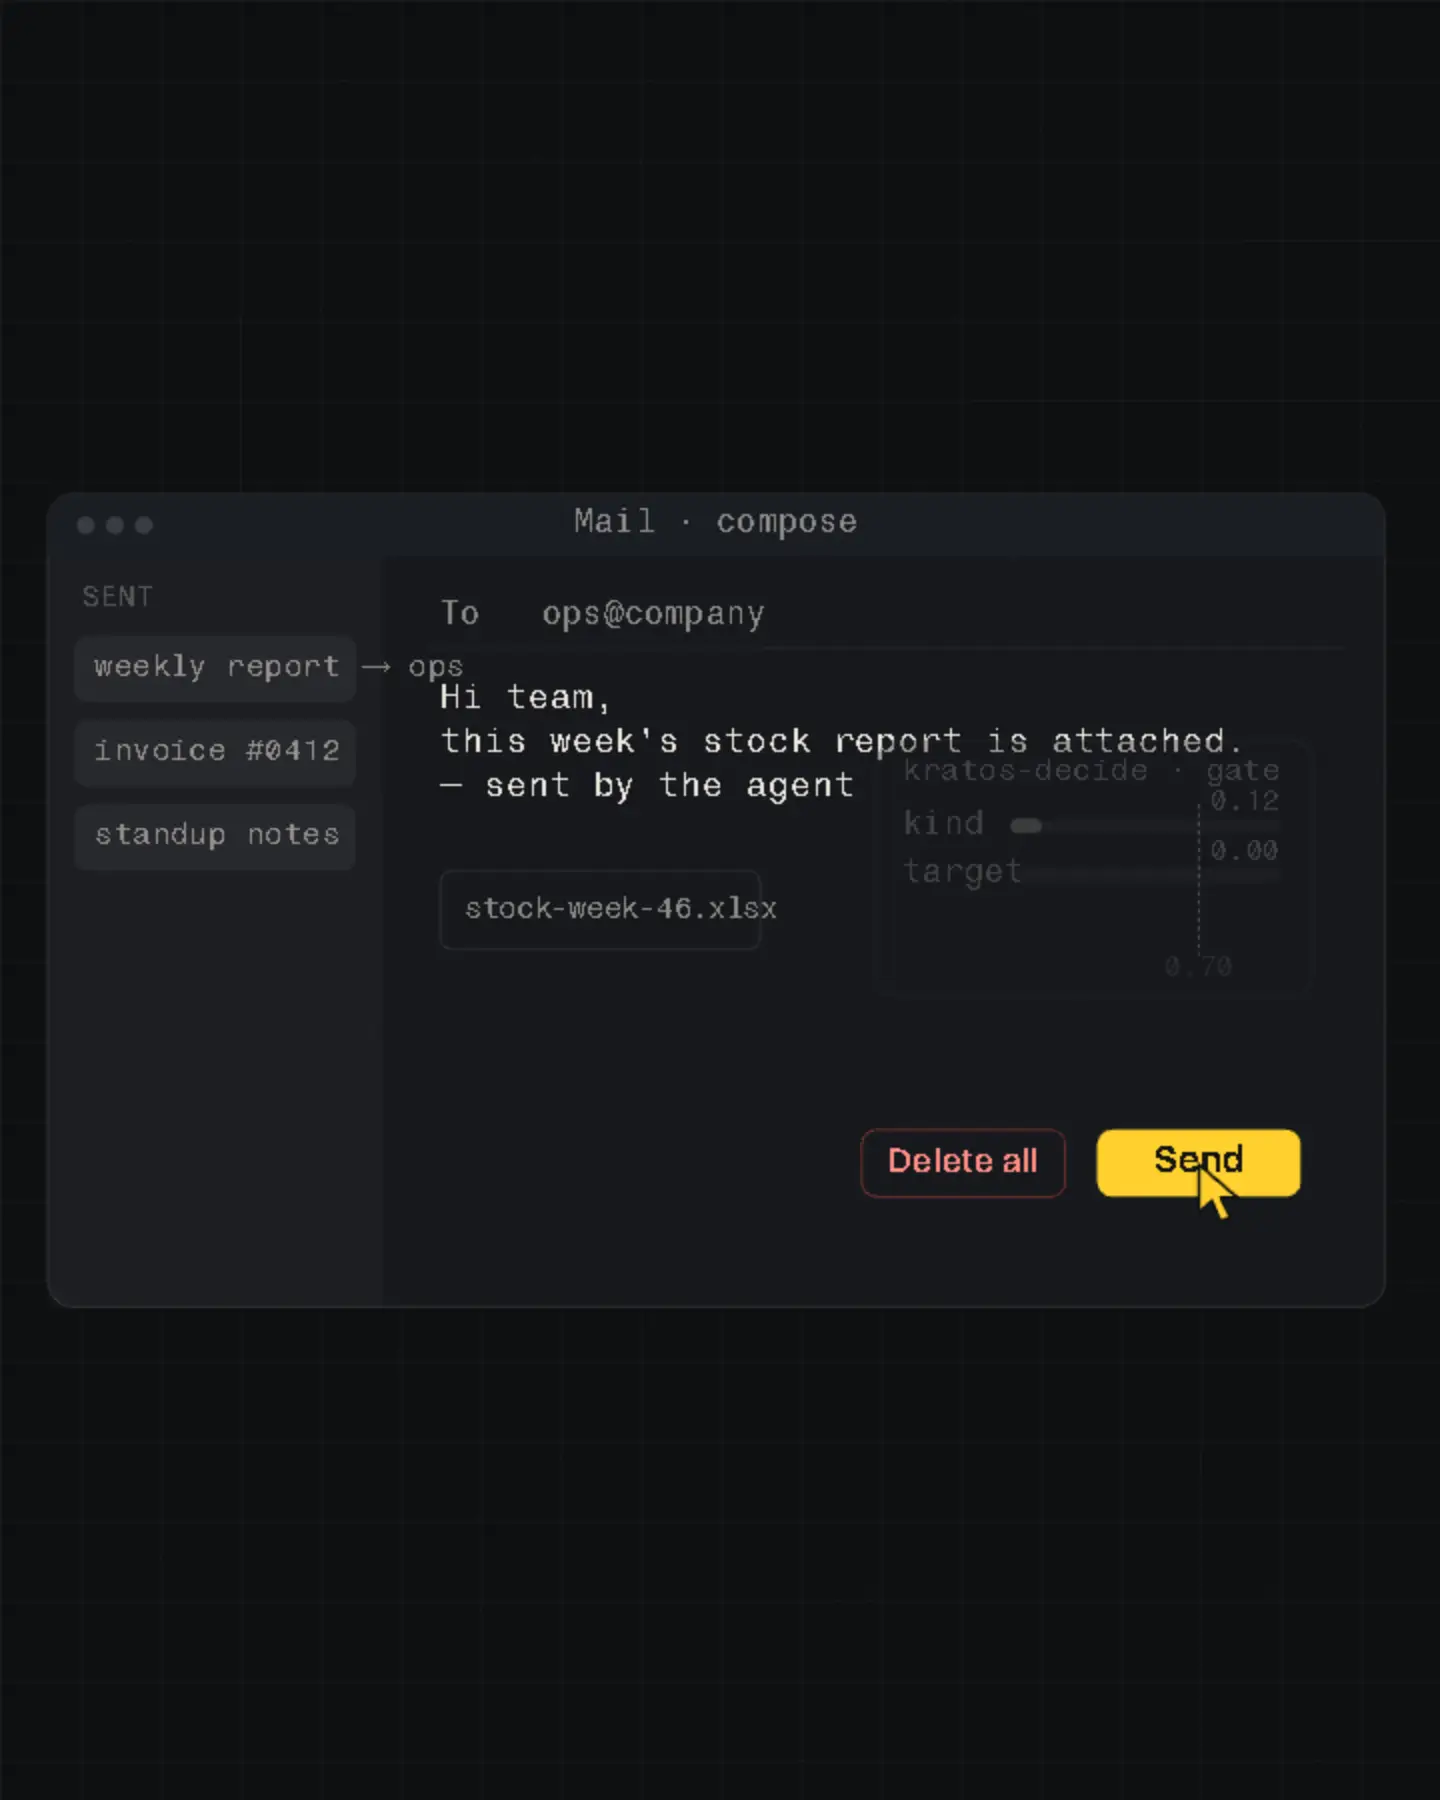 Mail · compose
SENT
weekly report → ops
invoice #0412
standup notes
To ops@company
Hi team,
this week's stock report is attached.
— sent by the agent
stock-week-46.xlsx
kratos-decide · gate
kind 0.12
target 0.00
0.70
Delete all
Send